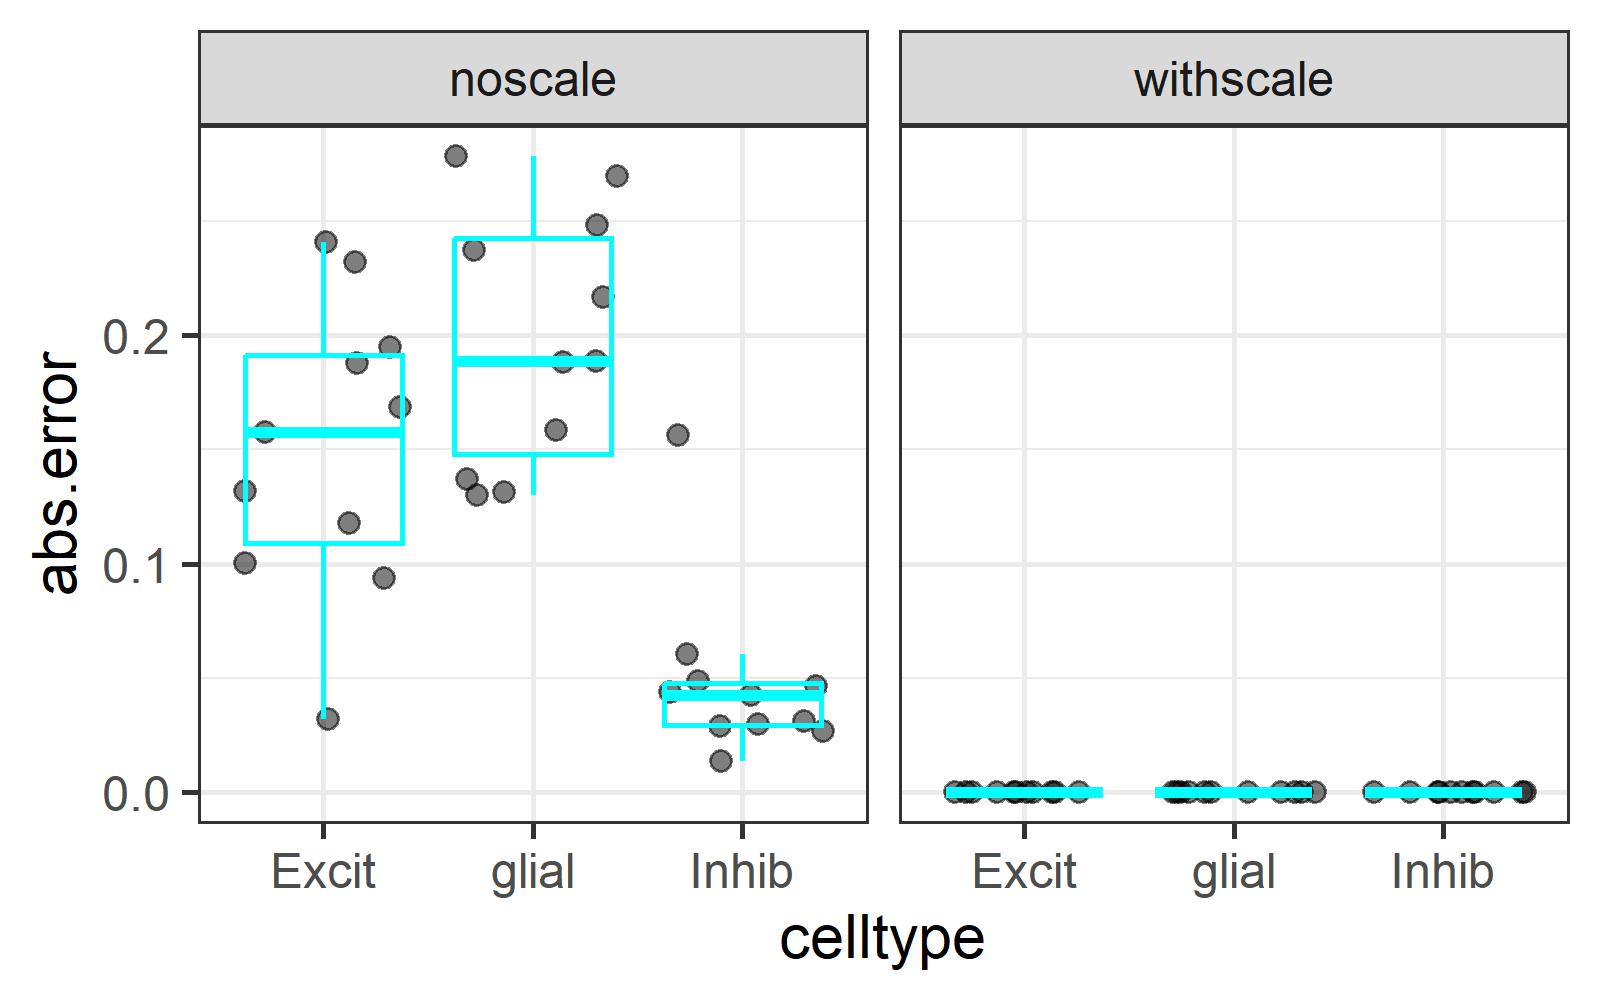 noscale withscale
abs.error
0.2
0.1
0.0
Excit glial Inhib Excit glial Inhib
celltype